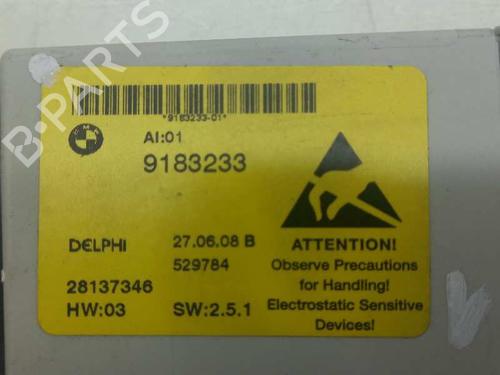 B-PARTS
*9183233-01*
BMW
AI:01
9183233
DELPHI
27.06.08 B
529784
28137346
HW:03
SW:2.5.1
ATTENTION!
Observe Precautions
for Handling!
Electrostatic Sensitive
Devices!